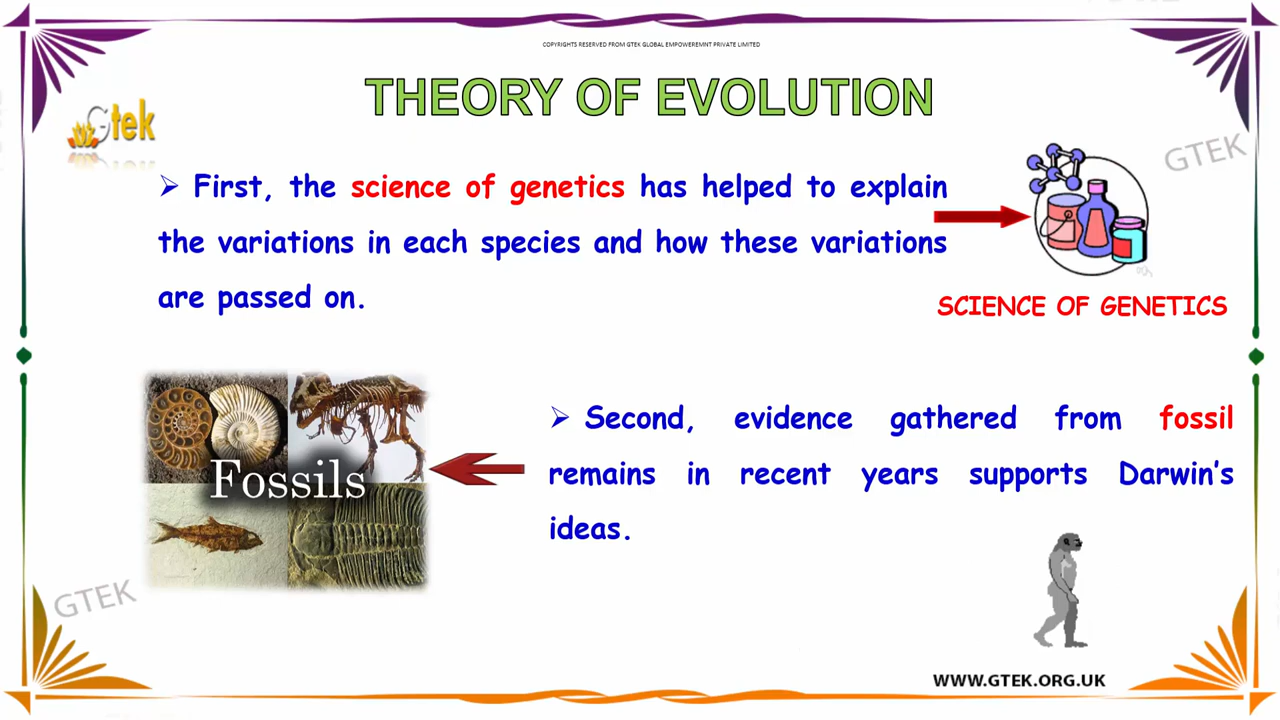 COPYRIGHTS RESERVED FROM GTEK GLOBAL EMPOWEREMNT PRIVATE LIMITED
THEORY OF EVOLUTION
Gtek
GTEK
➢ First, the science of genetics has helped to explain
the variations in each species and how these variations
are passed on.
SCIENCE OF GENETICS
Fossils
➢ Second, evidence gathered from fossil
remains in recent years supports Darwin's
ideas.
GTEK
WWW.GTEK.ORG.UK